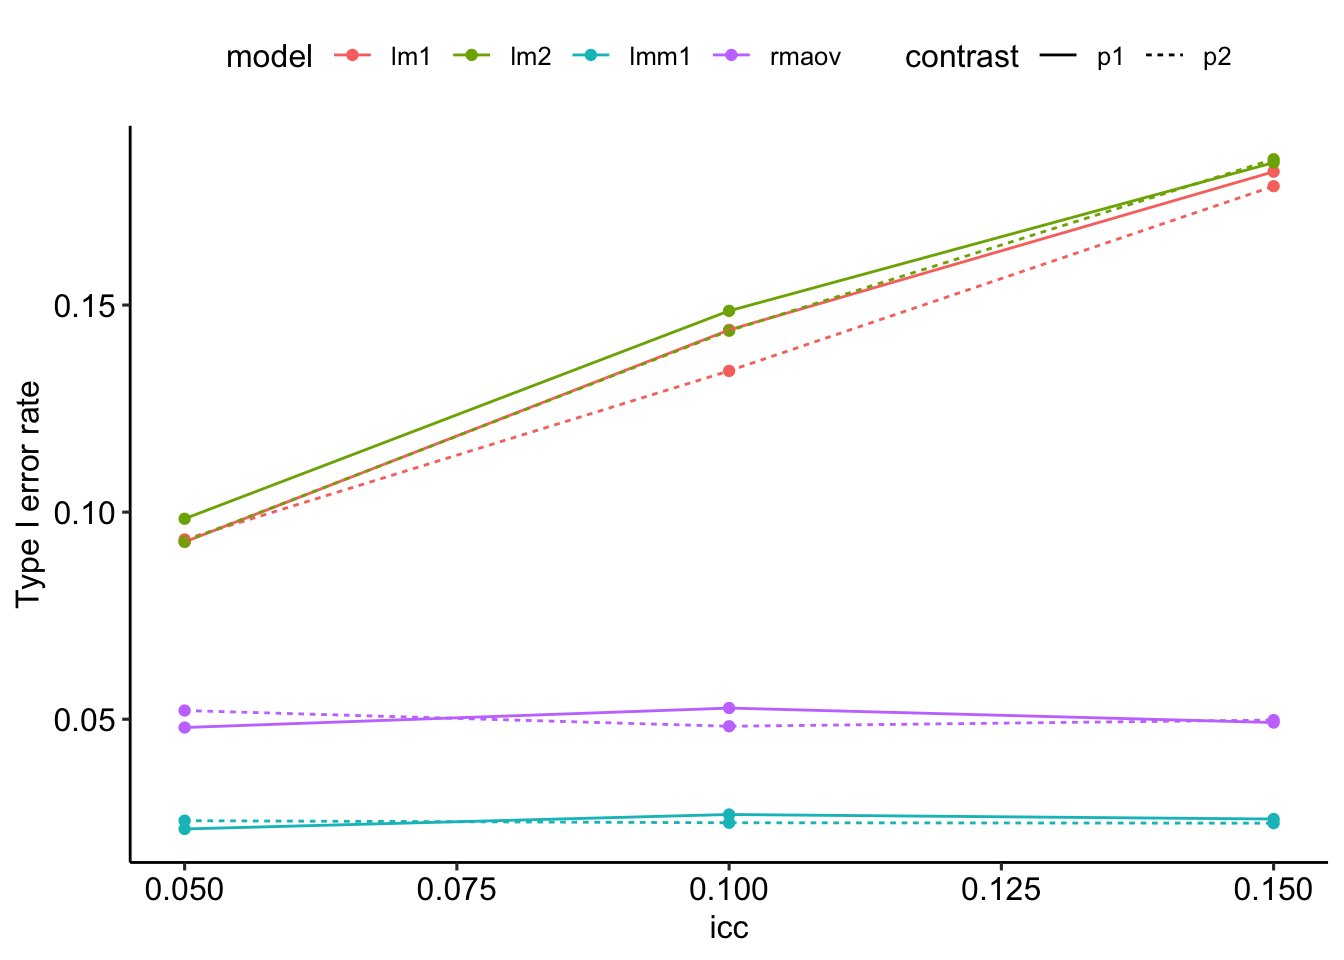 model lm1 lm2 lmm1 rmaov contrast p1 p2
0.15
0.10
0.05
Type I error rate
0.050 0.075 0.100 0.125 0.150
icc